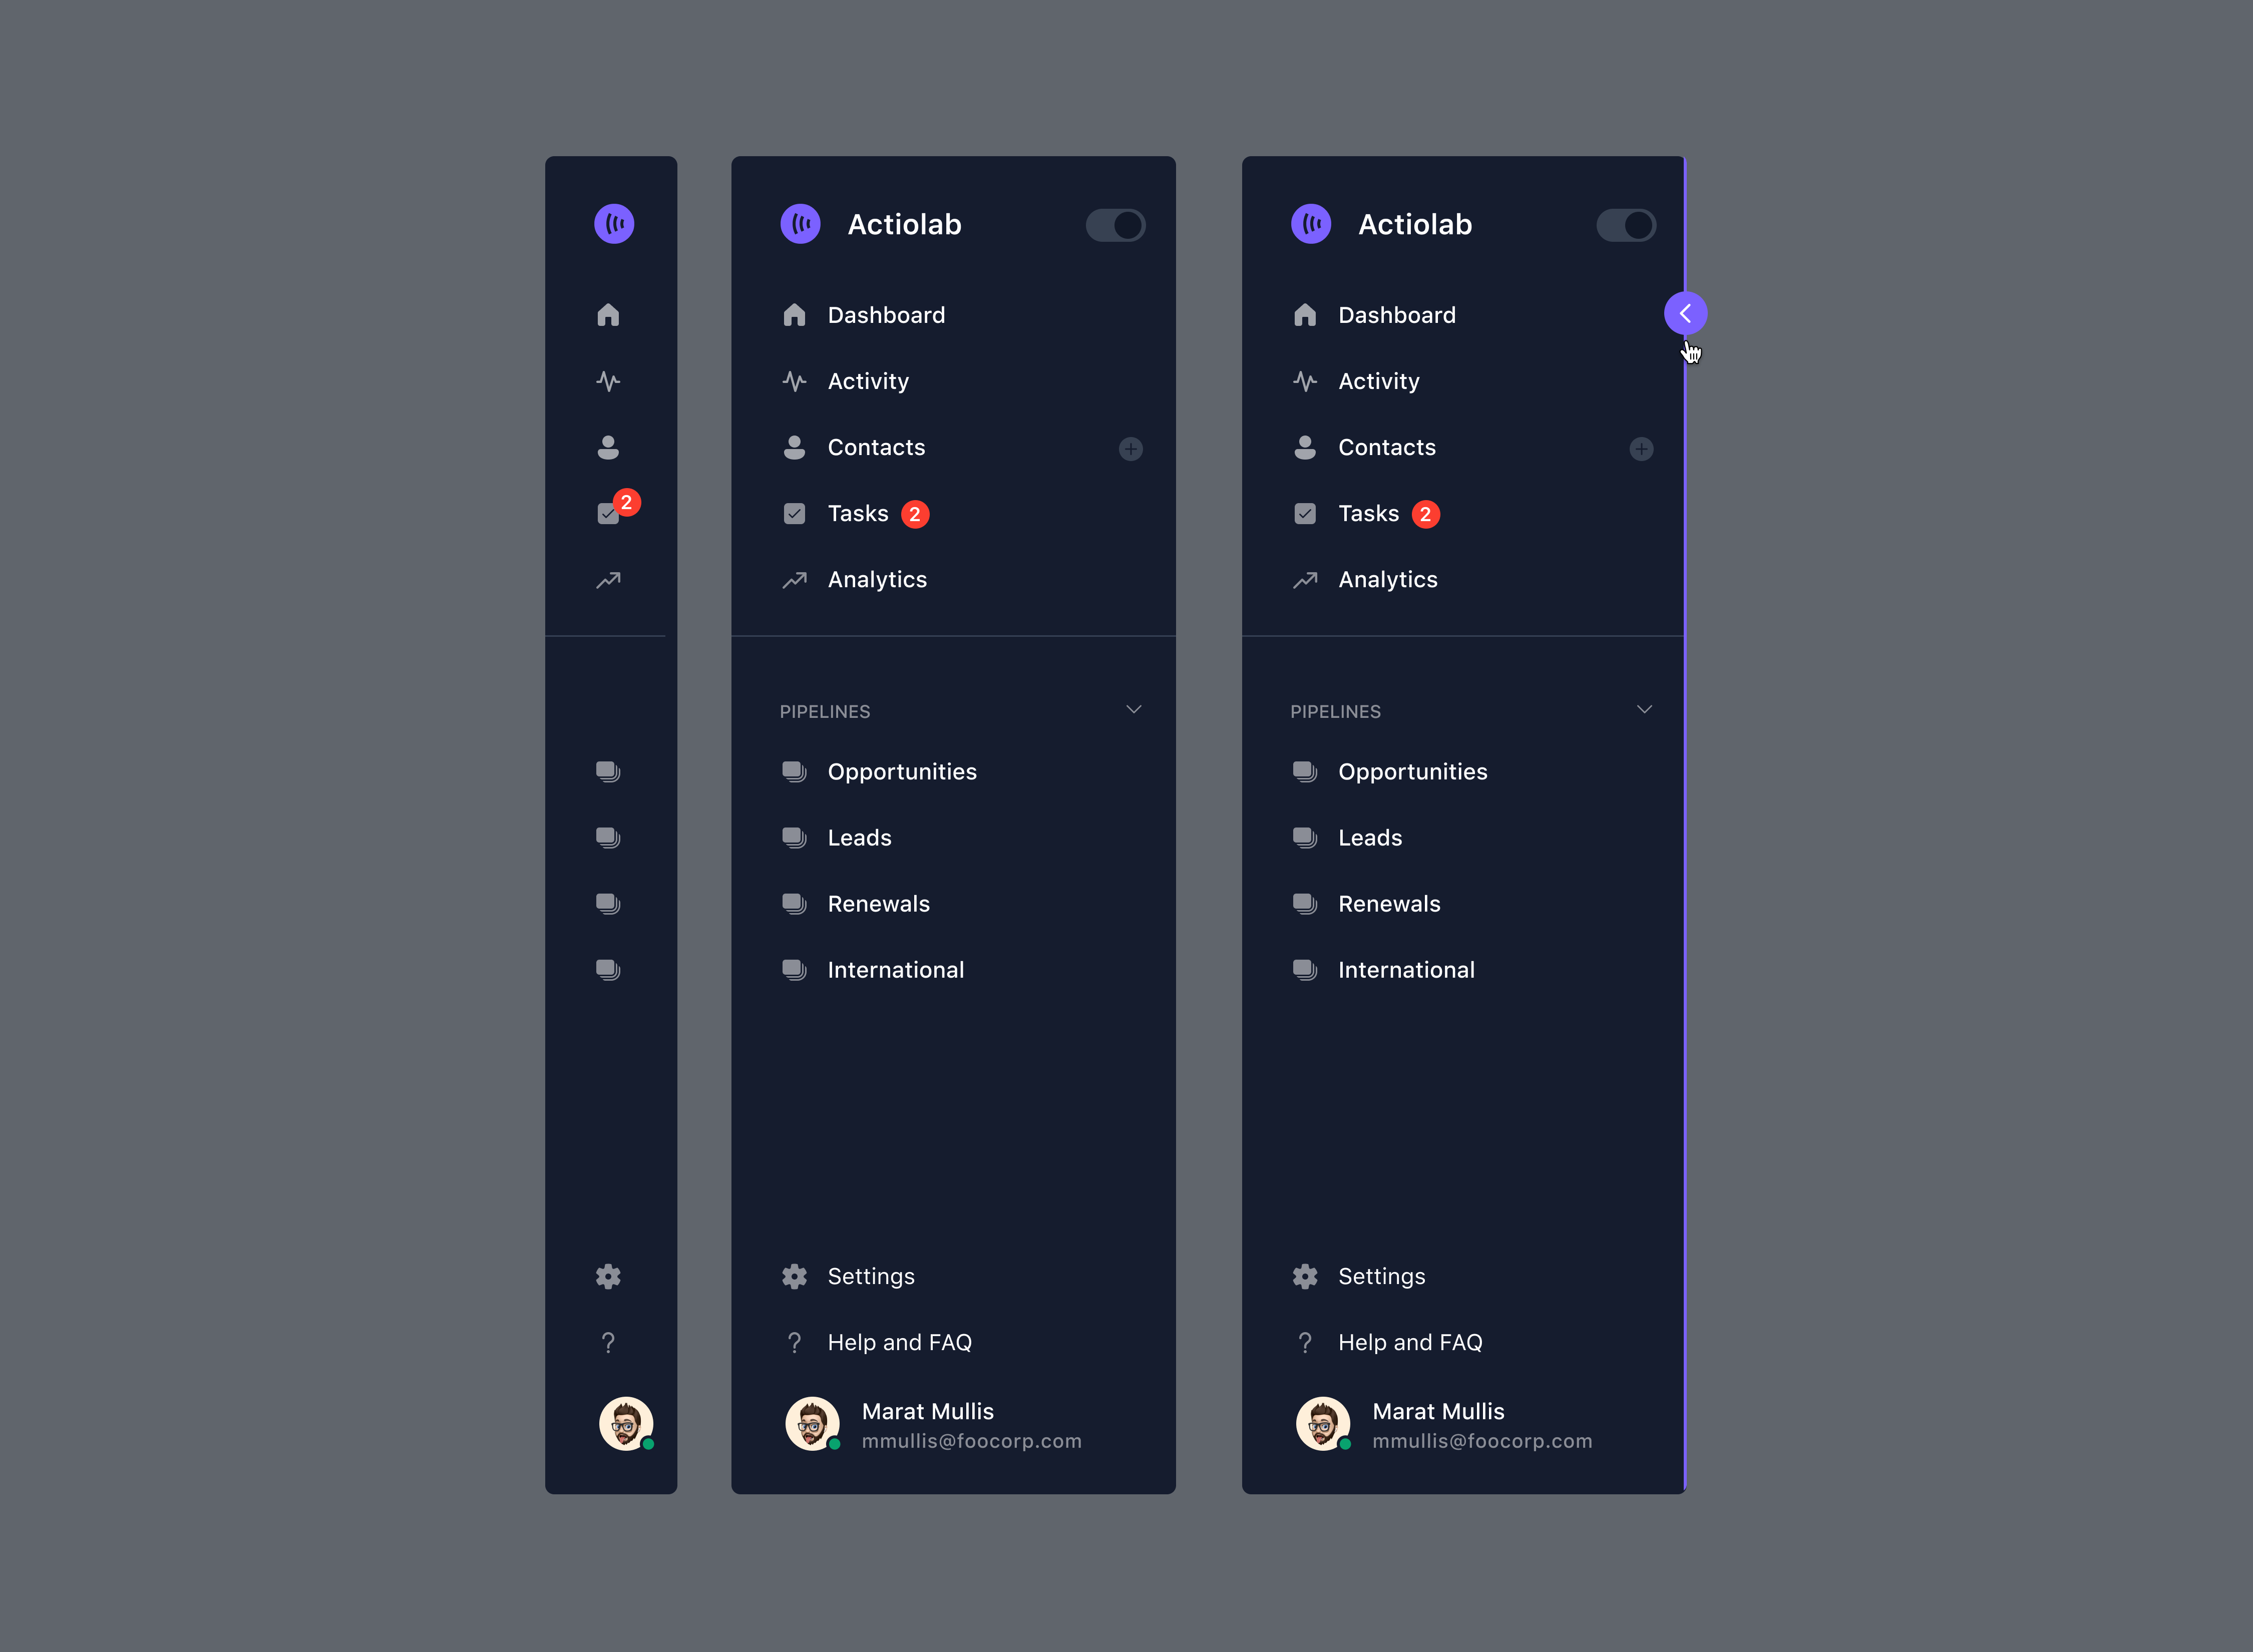 2
Actiolab
Dashboard
Activity
Contacts
Tasks 2
Analytics
PIPELINES
Opportunities
Leads
Renewals
International
Settings
? Help and FAQ
Marat Mullis
mmullis@foocorp.com
Actiolab
Dashboard
Activity
Contacts
Tasks 2
Analytics
PIPELINES
Opportunities
Leads
Renewals
International
Settings
? Help and FAQ
Marat Mullis
mmullis@foocorp.com